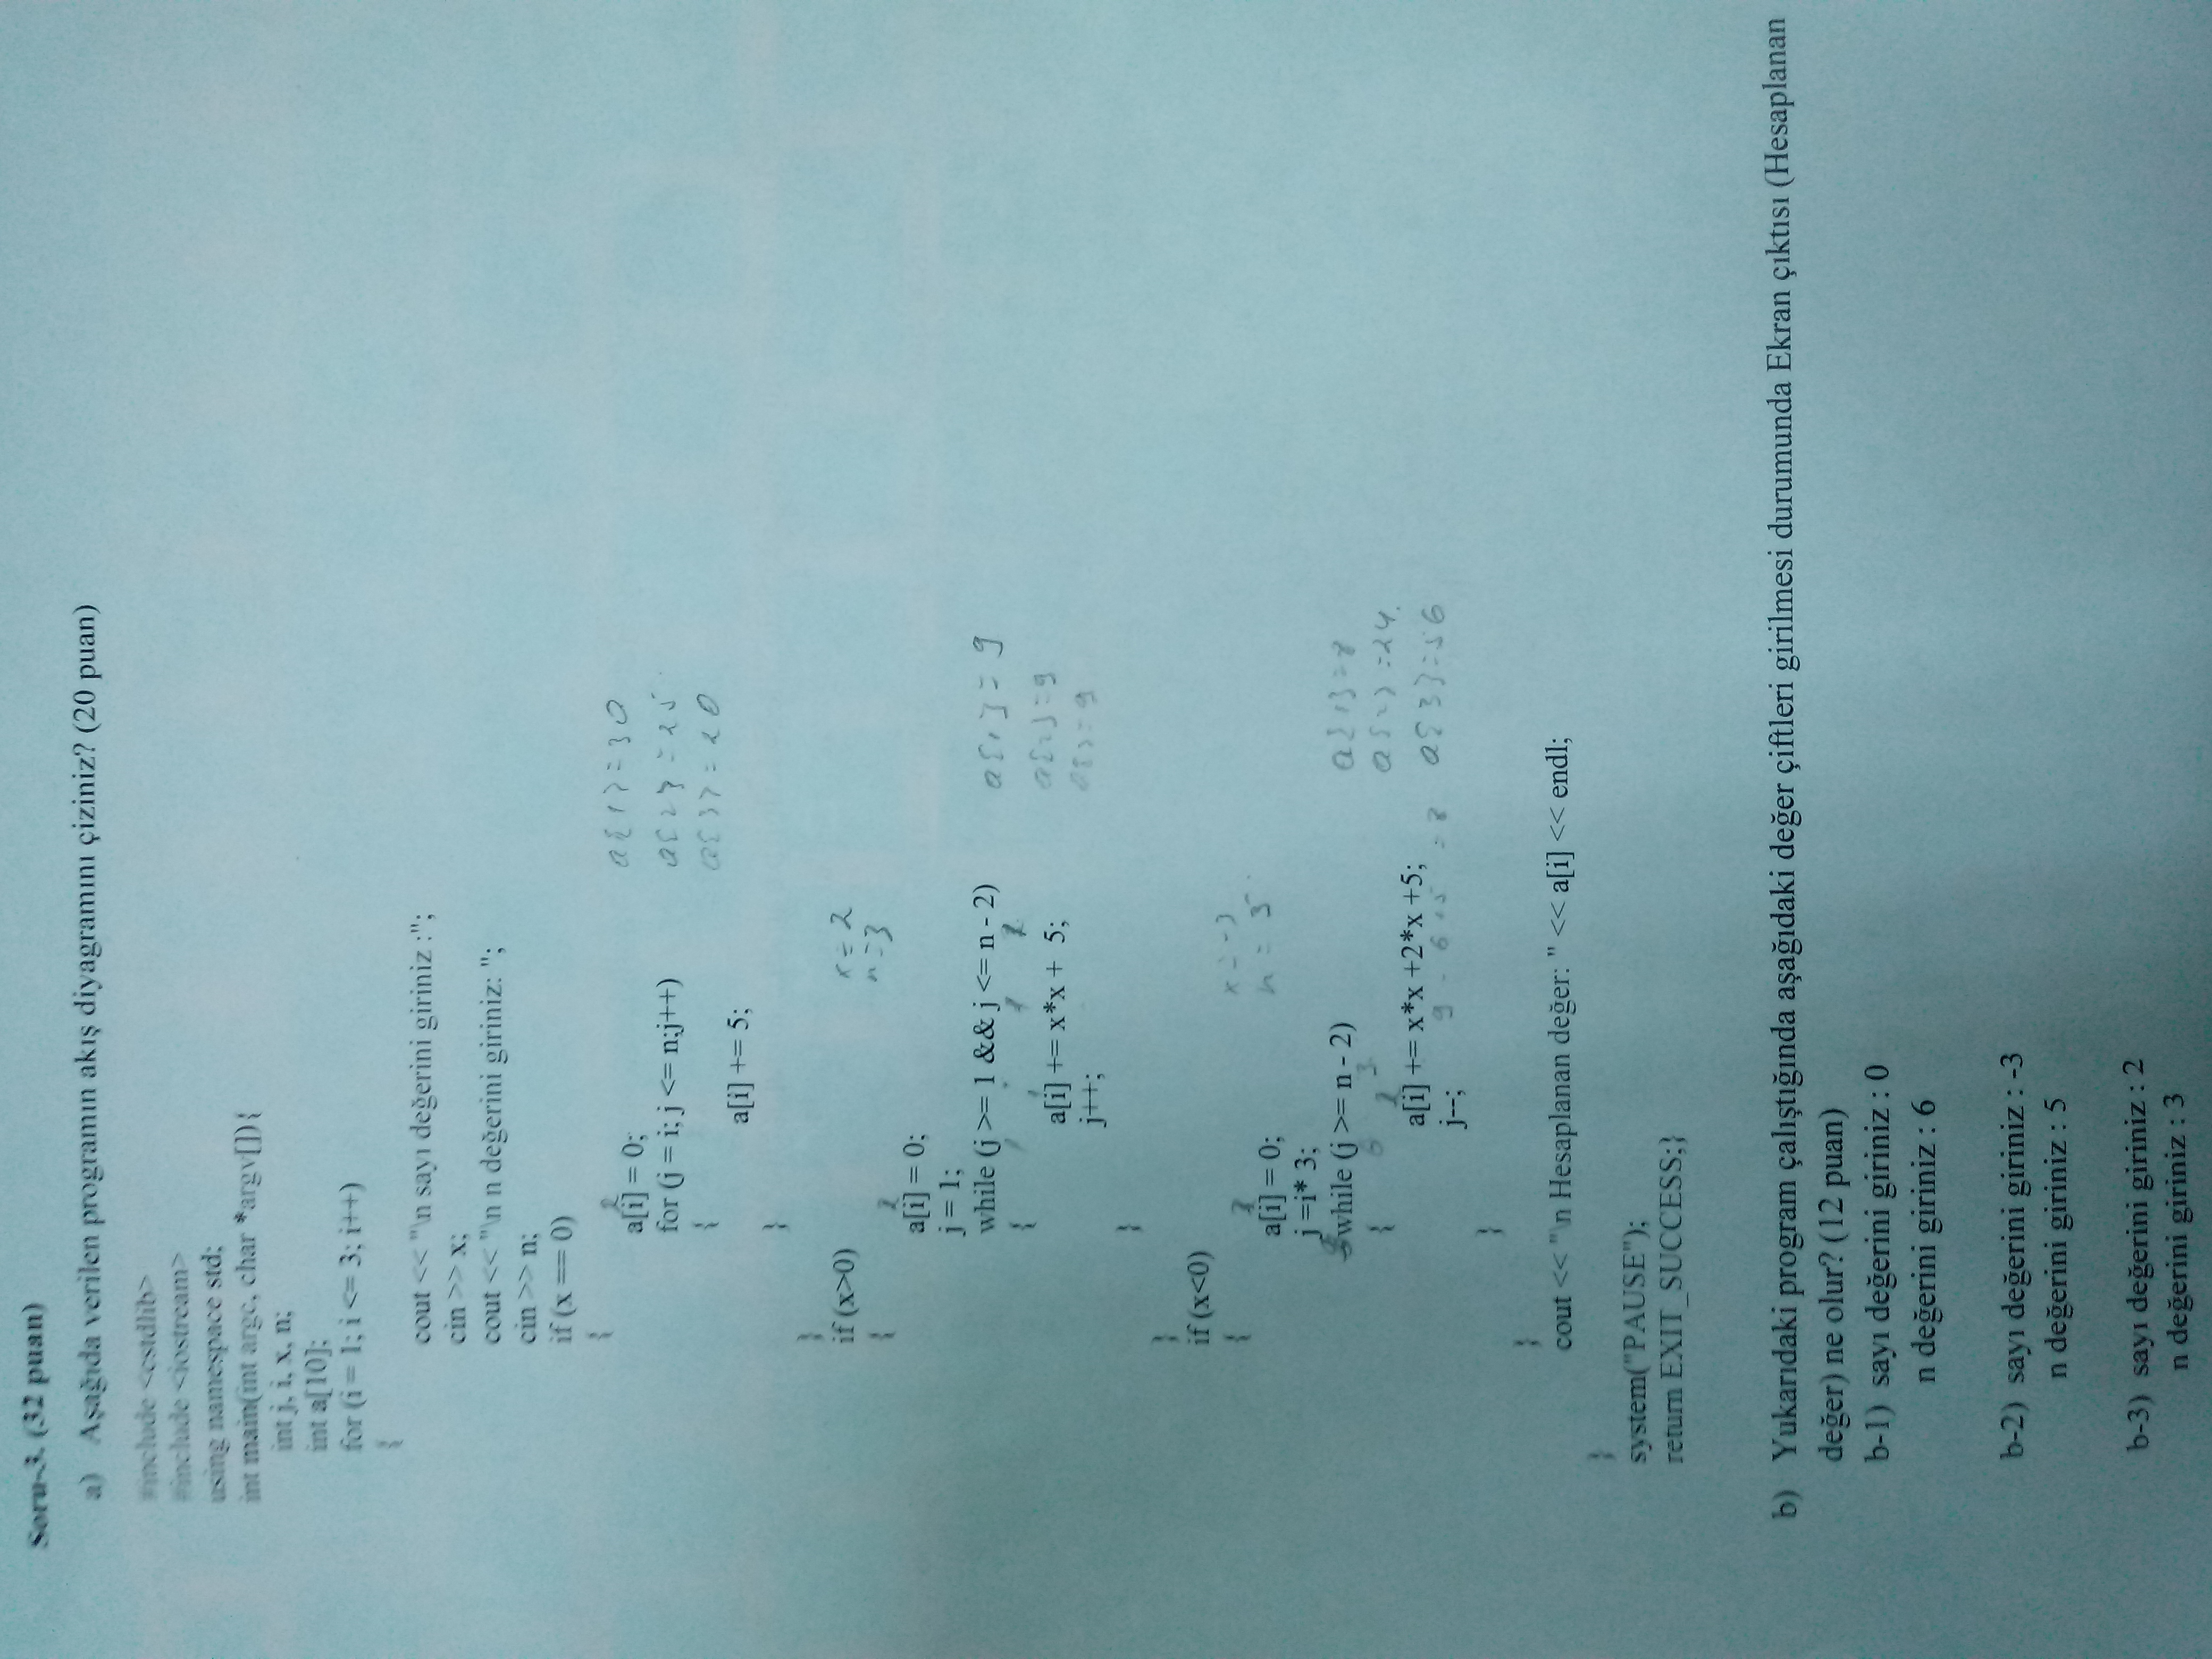 Soru-3. (32 puan)
a) Aşağıda verilen programın akış diyagramını çiziniz? (20 puan)
#include <cstdlib>
#include <iostream>
using namespace std;
int main(int argc, char *argv[]){
int j, i, x, n;
int a[10];
for (i = 1; i <= 3; i++)
{
cout << "\n sayı değerini giriniz :";
cin >> x;
cout << "\n n değerini giriniz: ";
cin >> n;
if (x == 0)
{
a[i] = 0; a[1]=30
for (j = i; j <= n;j++) a[2]=25
{ a[3]=20
a[i] += 5;
}
}
if (x>0) x=2
{ n=3
a[i] = 0;
j = 1;
while (j >= 1 && j <= n - 2) a[1]=9
{
a[i] += x*x + 5; a[2]=9
j++;
}
}
if (x<0)
{ x=-3
a[i] = 0; n=5
j =i* 3;
while (j >= n - 2) a[1]=8
{ 6 3 a[2]=24
a[i] += x*x +2*x +5;
j--; 9 - 6 + 5 = 8 a[3]=56
}
}
cout << "\n Hesaplanan değer: " << a[i] << endl;
}
system("PAUSE");
return EXIT_SUCCESS;}
b) Yukarıdaki program çalıştığında aşağıdaki değer çiftleri girilmesi durumunda Ekran çıktısı (Hesaplanan
değer) ne olur? (12 puan)
b-1) sayı değerini giriniz : 0
n değerini giriniz : 6
b-2) sayı değerini giriniz : -3
n değerini giriniz : 5
b-3) sayı değerini giriniz : 2
n değerini giriniz : 3